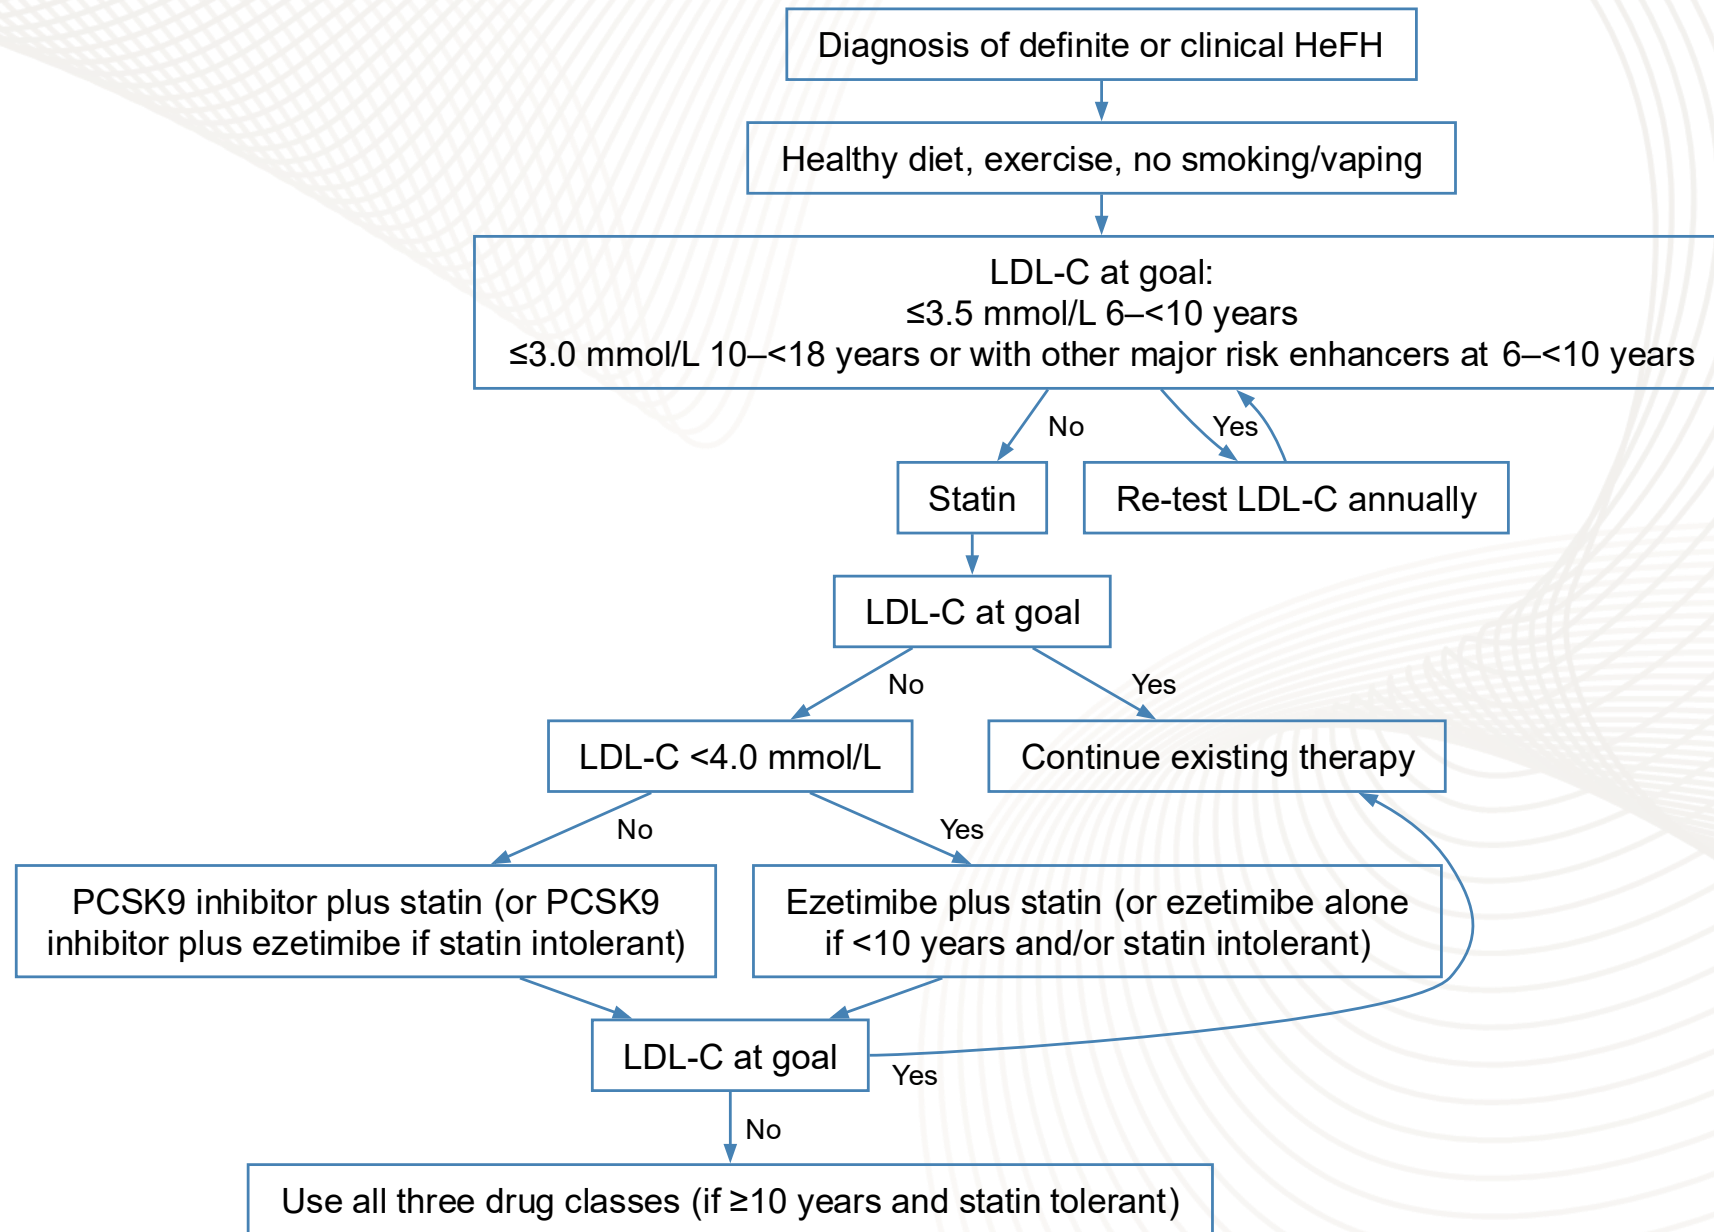 Diagnosis of definite or clinical HeFH
Healthy diet, exercise, no smoking/vaping
LDL-C at goal:
≤3.5 mmol/L 6–<10 years
≤3.0 mmol/L 10–<18 years or with other major risk enhancers at 6–<10 years
No
Yes
Statin
Re-test LDL-C annually
LDL-C at goal
No
Yes
LDL-C <4.0 mmol/L
Continue existing therapy
No
Yes
PCSK9 inhibitor plus statin (or PCSK9
inhibitor plus ezetimibe if statin intolerant)
Ezetimibe plus statin (or ezetimibe alone
if <10 years and/or statin intolerant)
LDL-C at goal
Yes
No
Use all three drug classes (if ≥10 years and statin tolerant)